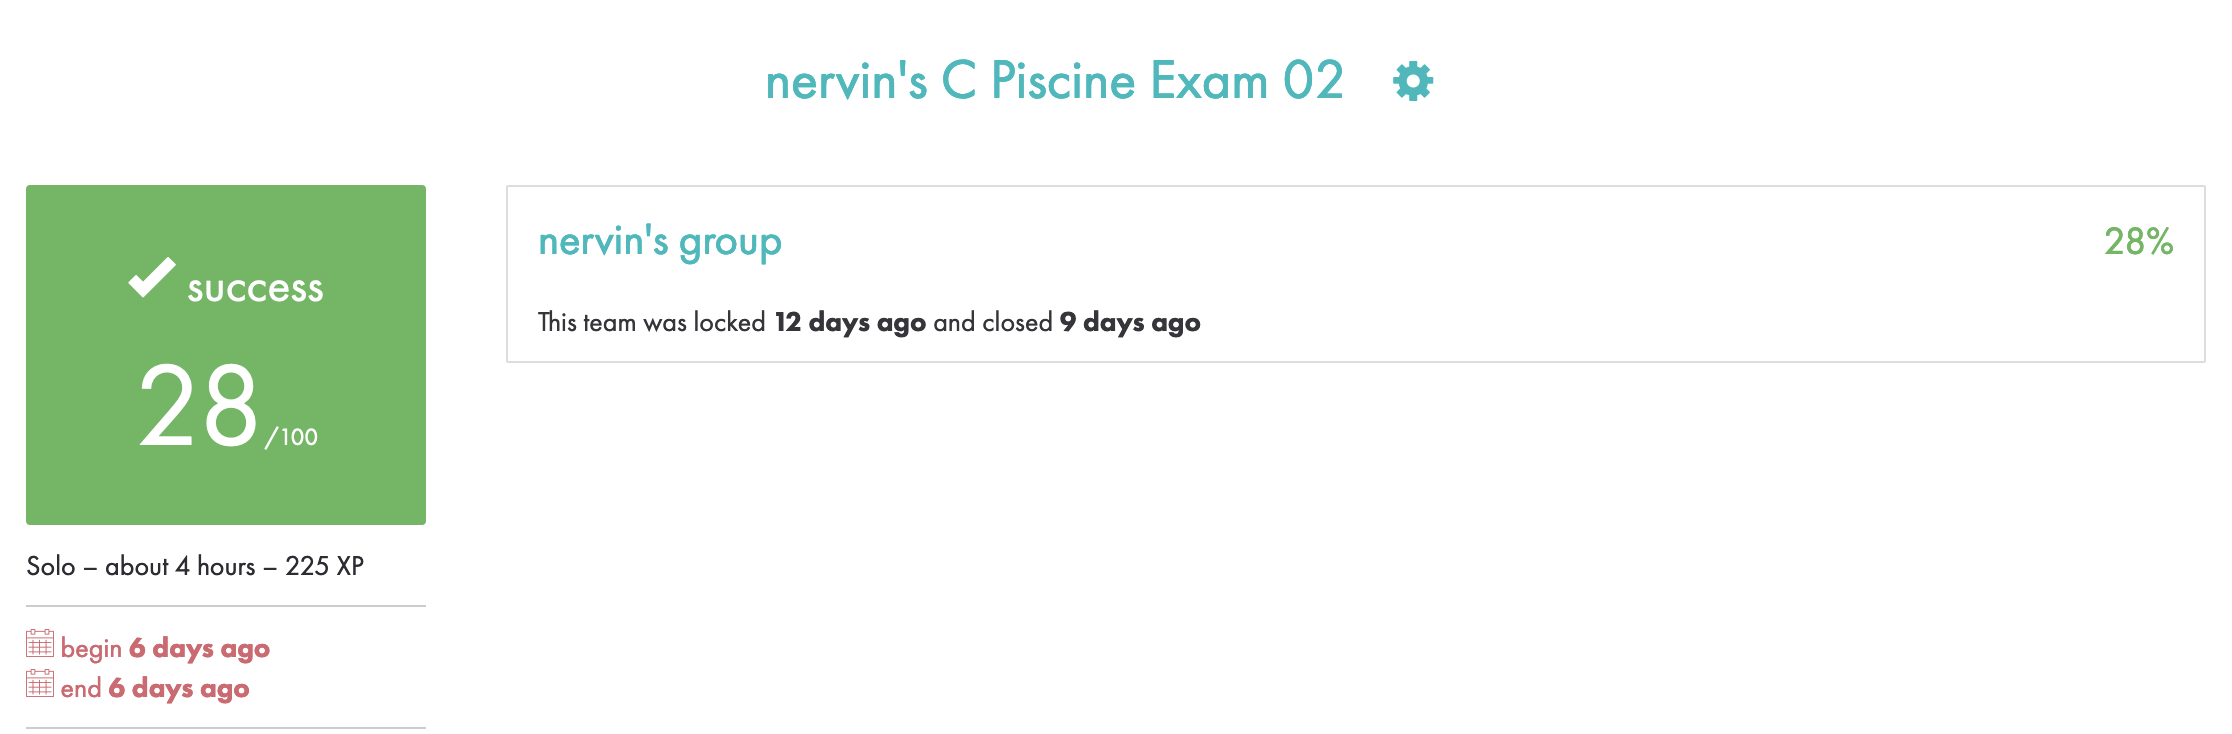 nervin's C Piscine Exam 02
success
28/100
Solo – about 4 hours – 225 XP
begin 6 days ago
end 6 days ago
nervin's group
28%
This team was locked 12 days ago and closed 9 days ago